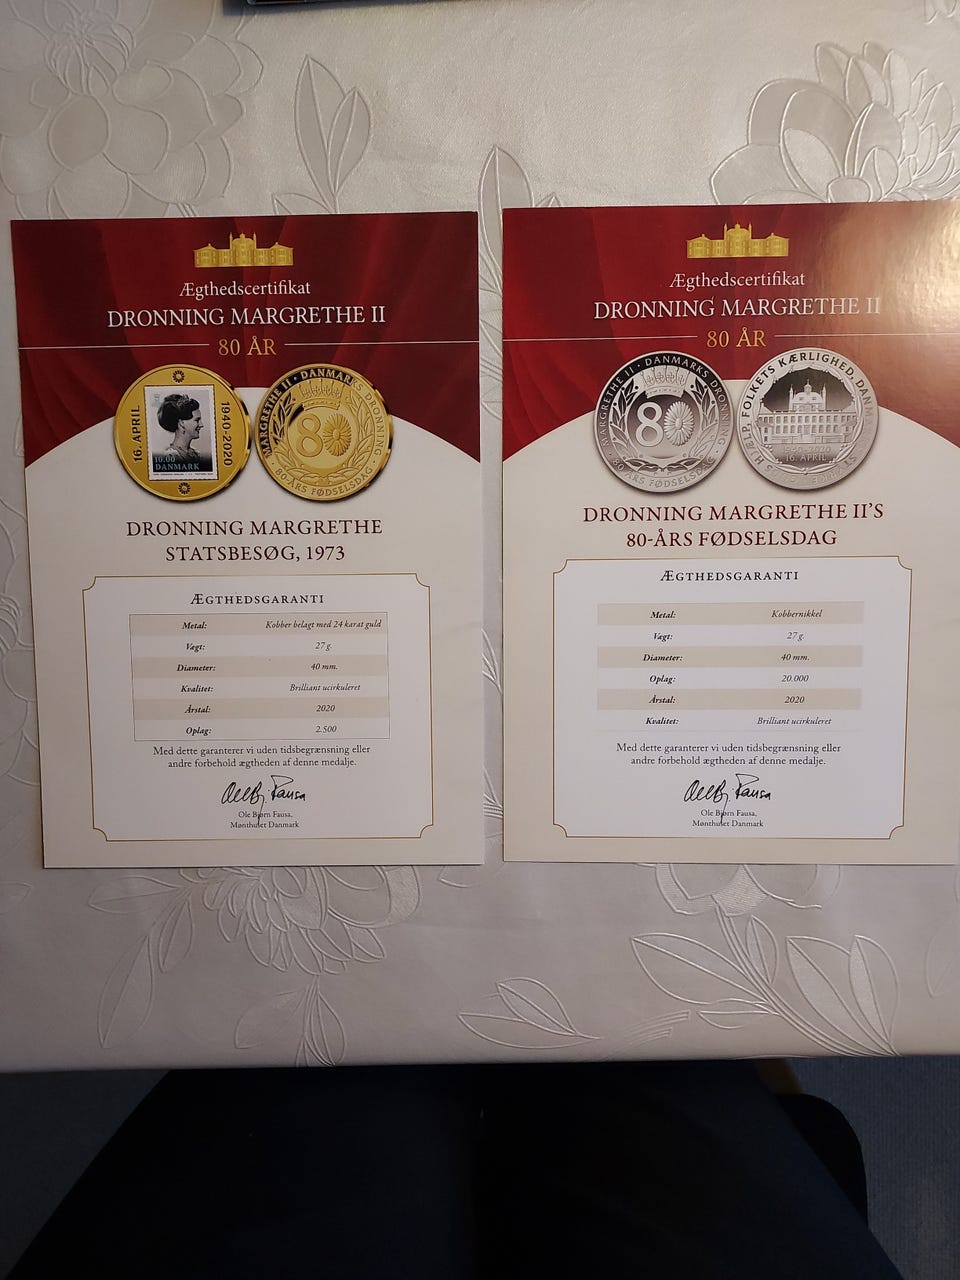 Ægthedscertifikat
DRONNING MARGRETHE II
80 ÅR
16. APRIL
1940-2020
10.00
DANMARK
MARGRETHE II · DANMARKS DRONNING
80
80-ÅRS FØDSELSDAG
DRONNING MARGRETHE
STATSBESØG, 1973
ÆGTHEDSGARANTI
Metal: Kobber belagt med 24 karat guld
Vægt: 27 g.
Diameter: 40 mm.
Kvalitet: Brilliant ucirkuleret
Årstal: 2020
Oplag: 2.500
Med dette garanterer vi uden tidsbegrænsning eller
andre forbehold ægtheden af denne medalje.
Ole Bjørn Fausa,
Mønthuset Danmark
Ægthedscertifikat
DRONNING MARGRETHE II
80 ÅR
MARGRETHE II · DANMARKS DRONNING
80
80-ÅRS FØDSELSDAG
HJÆLP, FOLKETS KÆRLIGHED, DANMARKS
16. APRIL
DRONNING MARGRETHE II'S
80-ÅRS FØDSELSDAG
ÆGTHEDSGARANTI
Metal: Kobbernikkel
Vægt: 27 g.
Diameter: 40 mm.
Oplag: 20.000
Årstal: 2020
Kvalitet: Brilliant ucirkuleret
Med dette garanterer vi uden tidsbegrænsning eller
andre forbehold ægtheden af denne medalje.
Ole Bjørn Fausa,
Mønthuset Danmark